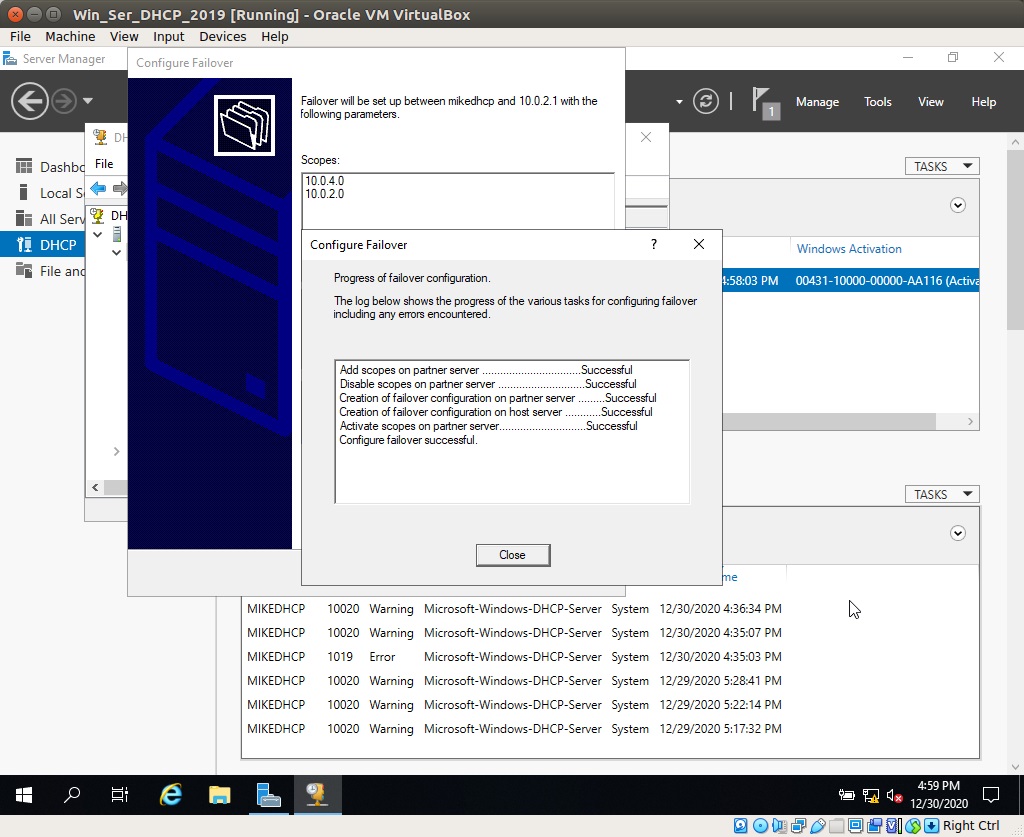 Win_Ser_DHCP_2019 [Running] - Oracle VM VirtualBox
File Machine View Input Devices Help
Server Manager
Configure Failover
Failover will be set up between mikedhcp and 10.0.2.1 with the
following parameters.
Scopes:
10.0.4.0
10.0.2.0
1
Manage Tools View Help
DH
File
DH
Dashbo
Local S
All Serv
DHCP
File and
TASKS
Windows Activation
4:58:03 PM 00431-10000-00000-AA116 (Activa
Configure Failover
?
Progress of failover configuration.
The log below shows the progress of the various tasks for configuring failover
including any errors encountered.
Add scopes on partner server .................................Successful
Disable scopes on partner server .............................Successful
Creation of failover configuration on partner server .........Successful
Creation of failover configuration on host server ............Successful
Activate scopes on partner server.............................Successful
Configure failover successful.
Close
TASKS
me
MIKEDHCP 10020 Warning Microsoft-Windows-DHCP-Server System 12/30/2020 4:36:34 PM
MIKEDHCP 10020 Warning Microsoft-Windows-DHCP-Server System 12/30/2020 4:35:07 PM
MIKEDHCP 1019 Error Microsoft-Windows-DHCP-Server System 12/30/2020 4:35:03 PM
MIKEDHCP 10020 Warning Microsoft-Windows-DHCP-Server System 12/29/2020 5:28:41 PM
MIKEDHCP 10020 Warning Microsoft-Windows-DHCP-Server System 12/29/2020 5:22:14 PM
MIKEDHCP 10020 Warning Microsoft-Windows-DHCP-Server System 12/29/2020 5:17:32 PM
4:59 PM
12/30/2020
Right Ctrl